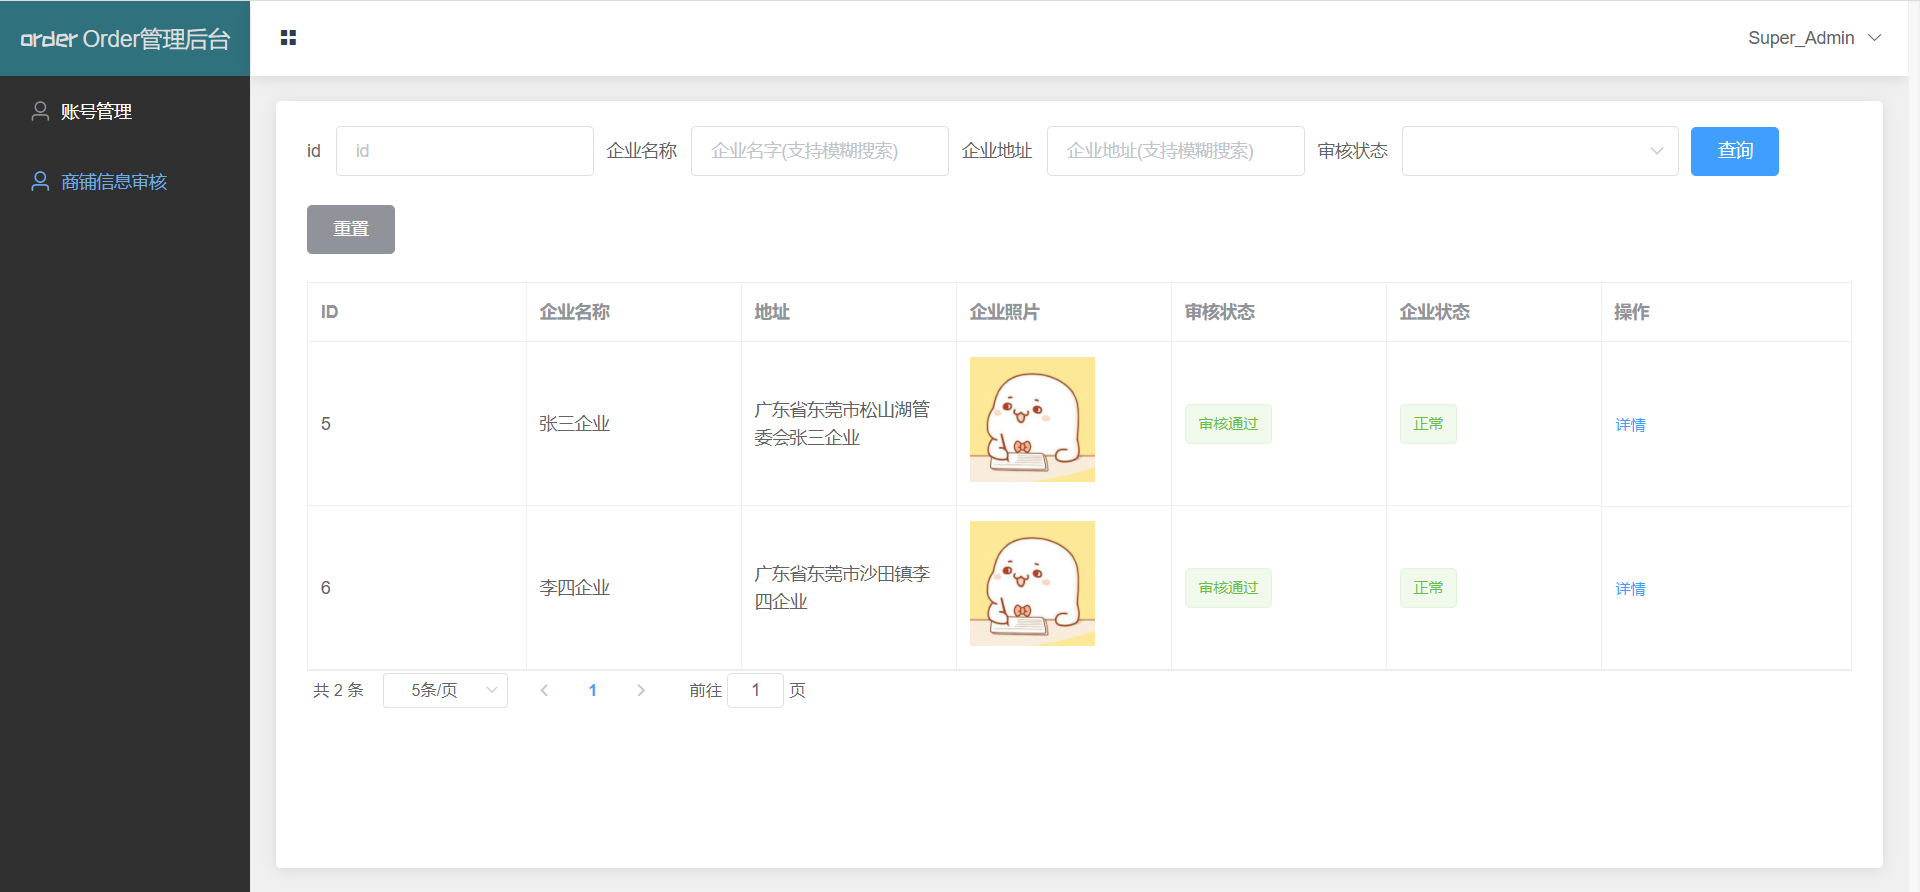 order Order管理后台
Super_Admin
账号管理
商铺信息审核
id id 企业名称 企业名字(支持模糊搜索) 企业地址 企业地址(支持模糊搜索) 审核状态 查询
重置
ID 企业名称 地址 企业照片 审核状态 企业状态 操作
5 张三企业 广东省东莞市松山湖管
委会张三企业 审核通过 正常 详情
6 李四企业 广东省东莞市沙田镇李
四企业 审核通过 正常 详情
共 2 条 5条/页 1 前往 1 页